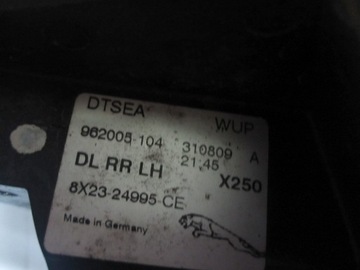 DTSEA WUP
962005-104 310809 A
21:45
DL RR LH X250
8X23-24995-CE
Made in Germany